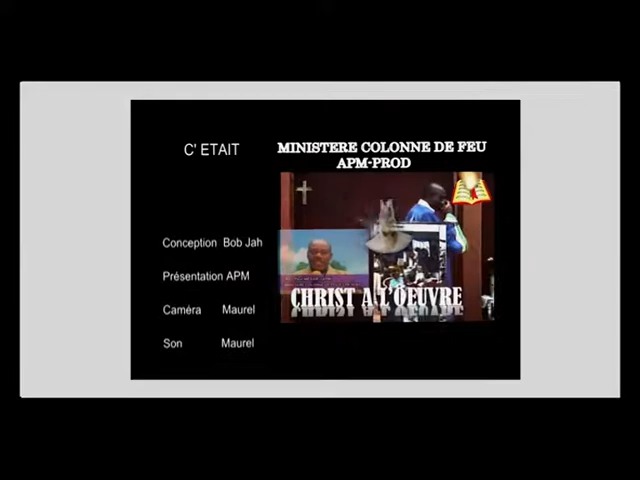 C' ETAIT
MINISTERE COLONNE DE FEU
APM-PROD
Conception Bob Jah
Présentation APM
Caméra Maurel
Son Maurel
CHRIST A L'OEUVRE